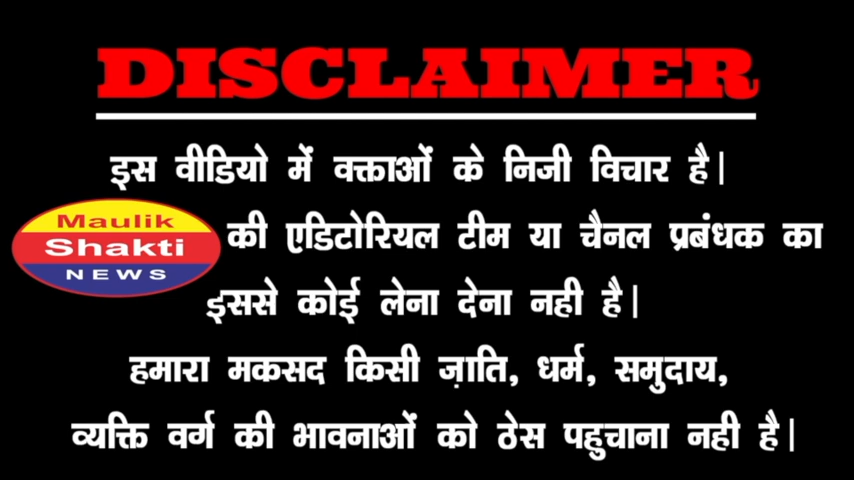 DISCLAIMER
इस वीडियो में वक्ताओं के निजी विचार है|
Maulik
Shakti
NEWS
की एडिटोरियल टीम या चैनल प्रबंधक का
इससे कोई लेना देना नही है|
हमारा मकसद किसी ज़ाति, धर्म, समुदाय,
व्यक्ति वर्ग की भावनाओं को ठेस पहुचाना नही है|